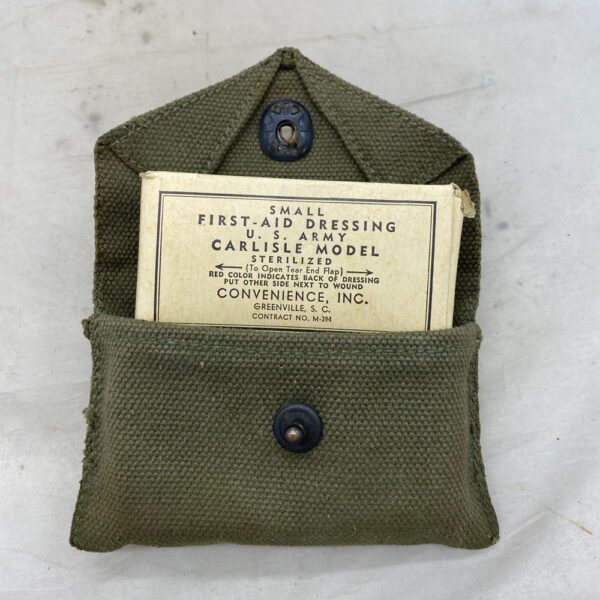 SMALL
FIRST-AID DRESSING
U. S. ARMY
CARLISLE MODEL
STERILIZED
(To Open Tear End Flap)
RED COLOR INDICATES BACK OF DRESSING
PUT OTHER SIDE NEXT TO WOUND
CONVENIENCE, INC.
GREENVILLE, S. C.
CONTRACT NO. M-394